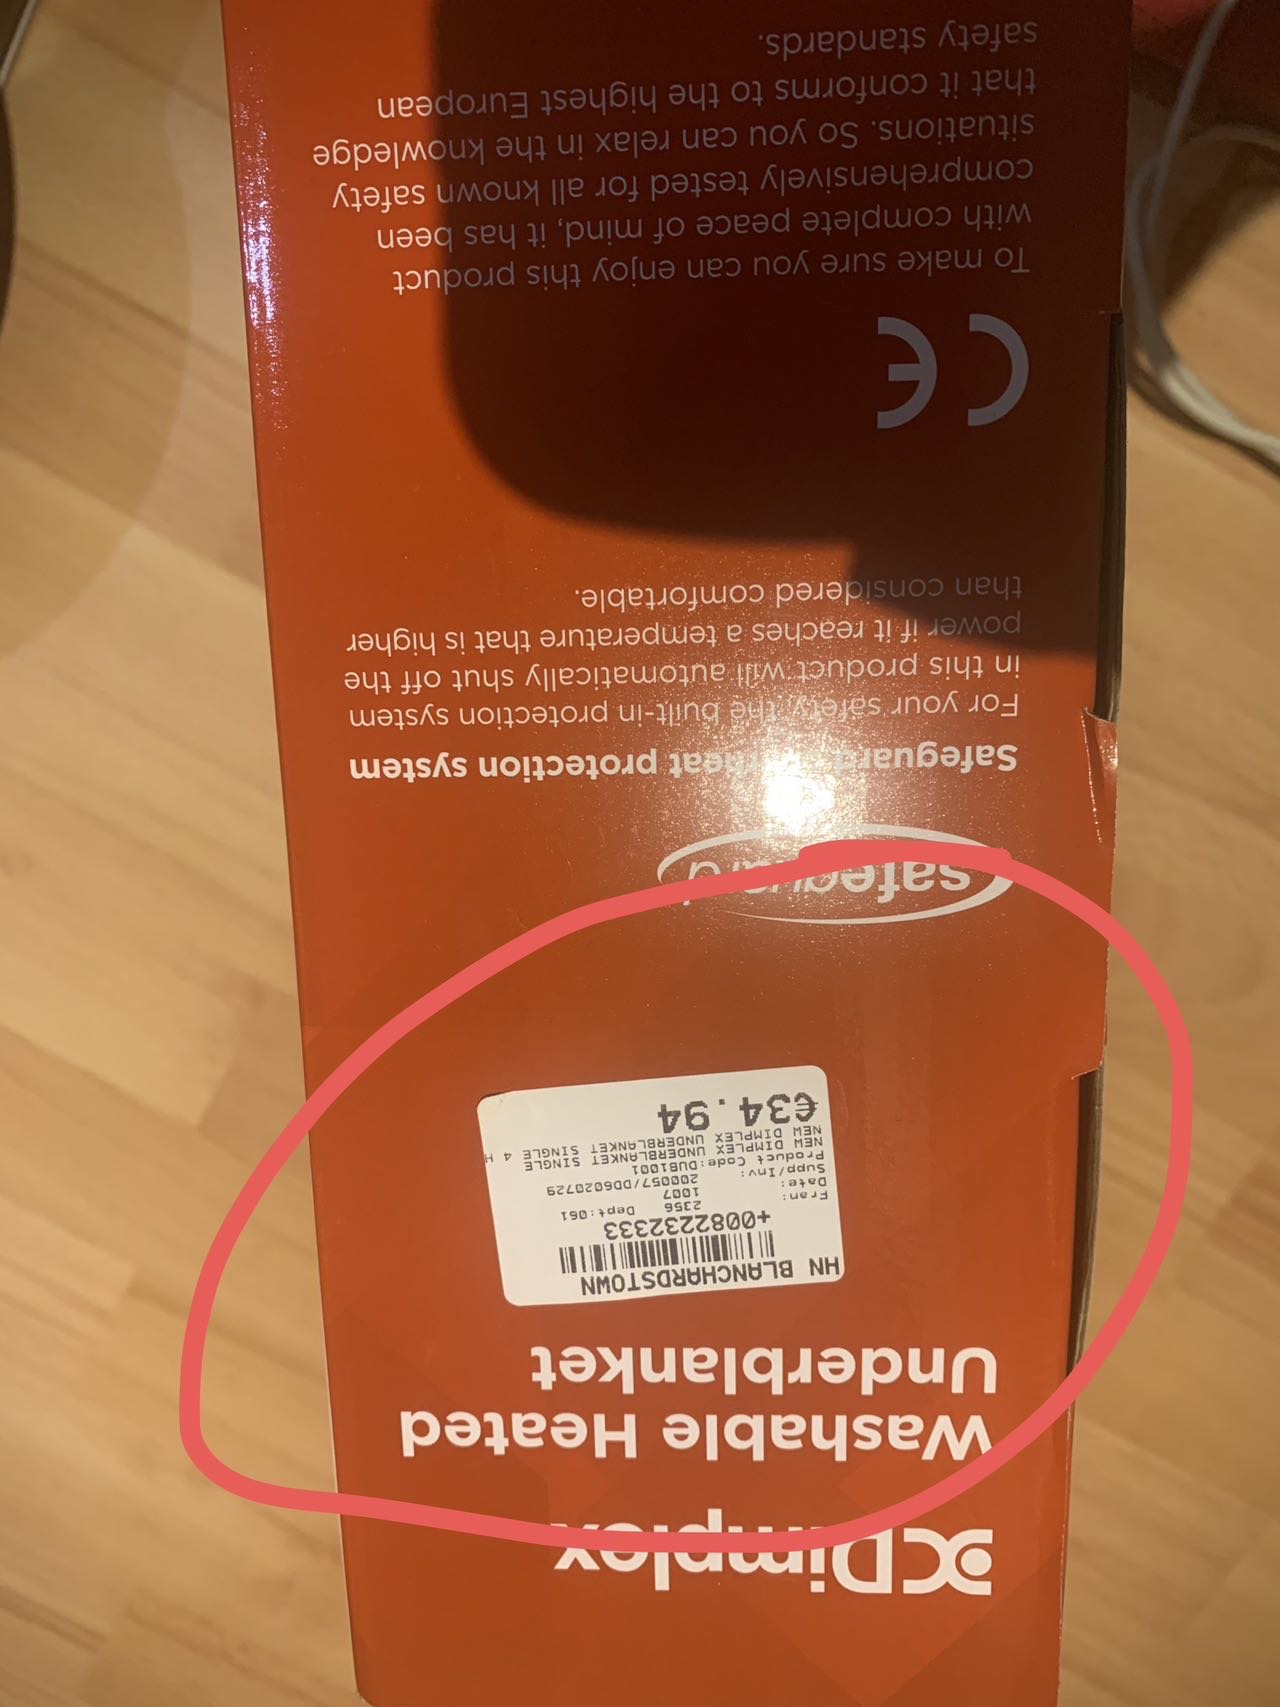 Dimplex
Washable Heated
Underblanket
HN BLANCHARDSTOWN
+0082232333
Fran: 2356 Dept:061
Date: 1007
Supp/Inv: 200057/DD6020729
Product Code:DUB1001
NEW DIMPLEX UNDERBLANKET SINGLE
NEW DIMPLEX UNDERBLANKET SINGLE 4 H
€34.94
safeguard
Safeguard overheat protection system
For your safety, the built-in protection system
in this product will automatically shut off the
power if it reaches a temperature that is higher
than considered comfortable.
CE
To make sure you can enjoy this product
with complete peace of mind, it has been
comprehensively tested for all known safety
situations. So you can relax in the knowledge
that it conforms to the highest European
safety standards.